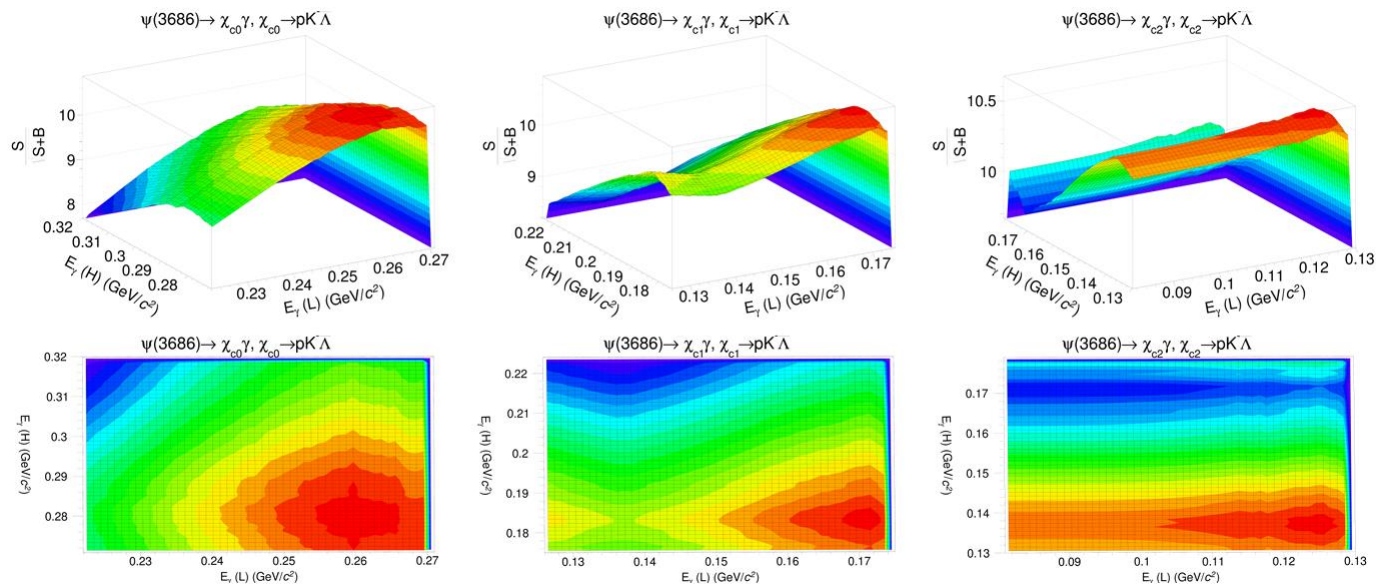 ψ(3686)→ χc0γ, χc0→pK⁻Λ̄
ψ(3686)→ χc1γ, χc1→pK⁻Λ̄
ψ(3686)→ χc2γ, χc2→pK⁻Λ̄
S
S+B
10
9
8
0.32
0.31
0.3
0.29
0.28
Eγ (H) (GeV/c²)
0.23
0.24
0.25
0.26
0.27
Eγ (L) (GeV/c²)
S
S+B
10
9
0.22
0.21
0.2
0.19
0.18
Eγ (H) (GeV/c²)
0.13
0.14
0.15
0.16
0.17
Eγ (L) (GeV/c²)
S
S+B
10.5
10
0.17
0.16
0.15
0.14
0.13
Eγ (H) (GeV/c²)
0.09
0.1
0.11
0.12
0.13
Eγ (L) (GeV/c²)
ψ(3686)→ χc0γ, χc0→pK⁻Λ̄
Eγ (H) (GeV/c²)
0.32
0.31
0.3
0.29
0.28
0.23
0.24
0.25
0.26
0.27
Eγ (L) (GeV/c²)
ψ(3686)→ χc1γ, χc1→pK⁻Λ̄
Eγ (H) (GeV/c²)
0.22
0.21
0.2
0.19
0.18
0.13
0.14
0.15
0.16
0.17
Eγ (L) (GeV/c²)
ψ(3686)→ χc2γ, χc2→pK⁻Λ̄
Eγ (H) (GeV/c²)
0.17
0.16
0.15
0.14
0.13
0.09
0.1
0.11
0.12
0.13
Eγ (L) (GeV/c²)